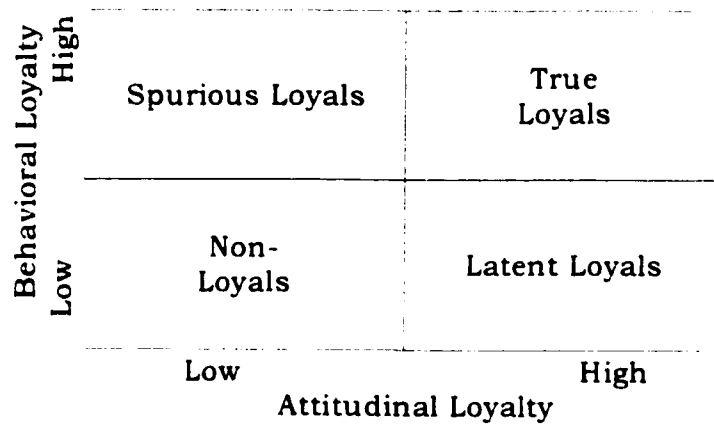 Behavioral Loyalty
High
Low
Spurious Loyals
True
Loyals
Non-
Loyals
Latent Loyals
Low
High
Attitudinal Loyalty